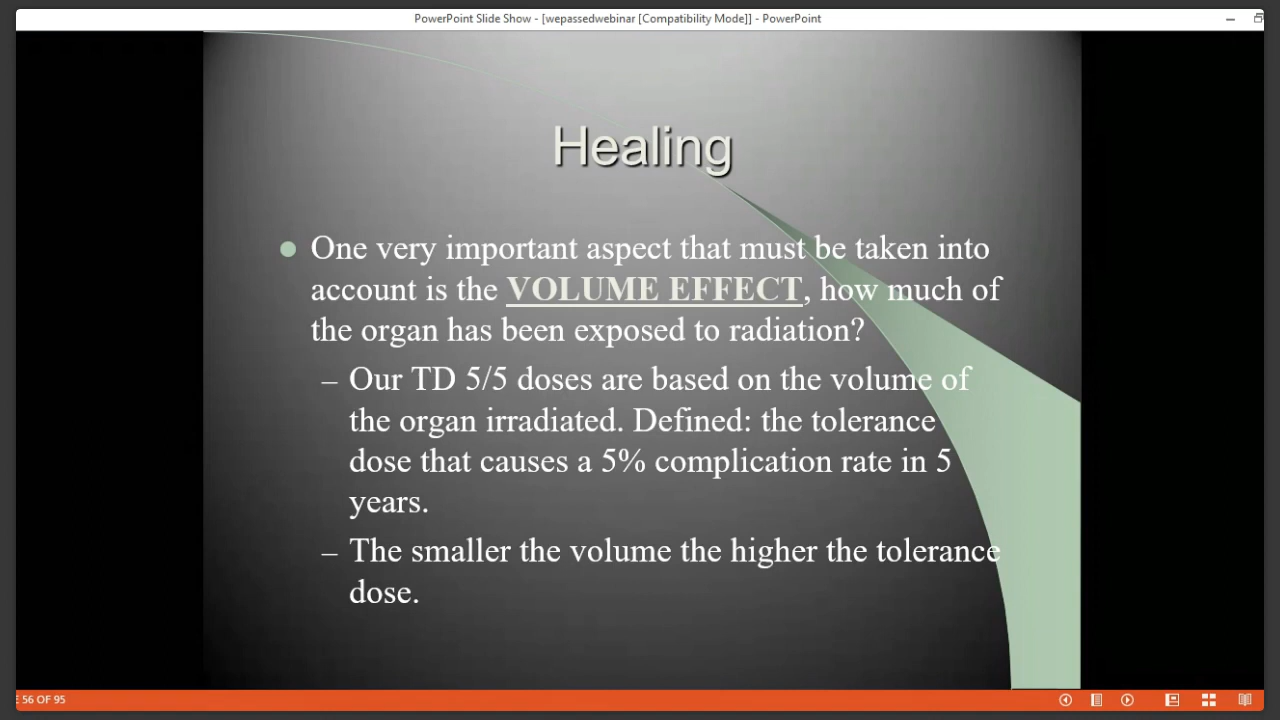 PowerPoint Slide Show - [wepassedwebinar [Compatibility Mode]] - PowerPoint
Healing
One very important aspect that must be taken into
account is the VOLUME EFFECT, how much of
the organ has been exposed to radiation?
– Our TD 5/5 doses are based on the volume of
the organ irradiated. Defined: the tolerance
dose that causes a 5% complication rate in 5
years.
– The smaller the volume the higher the tolerance
dose.
E 56 OF 95